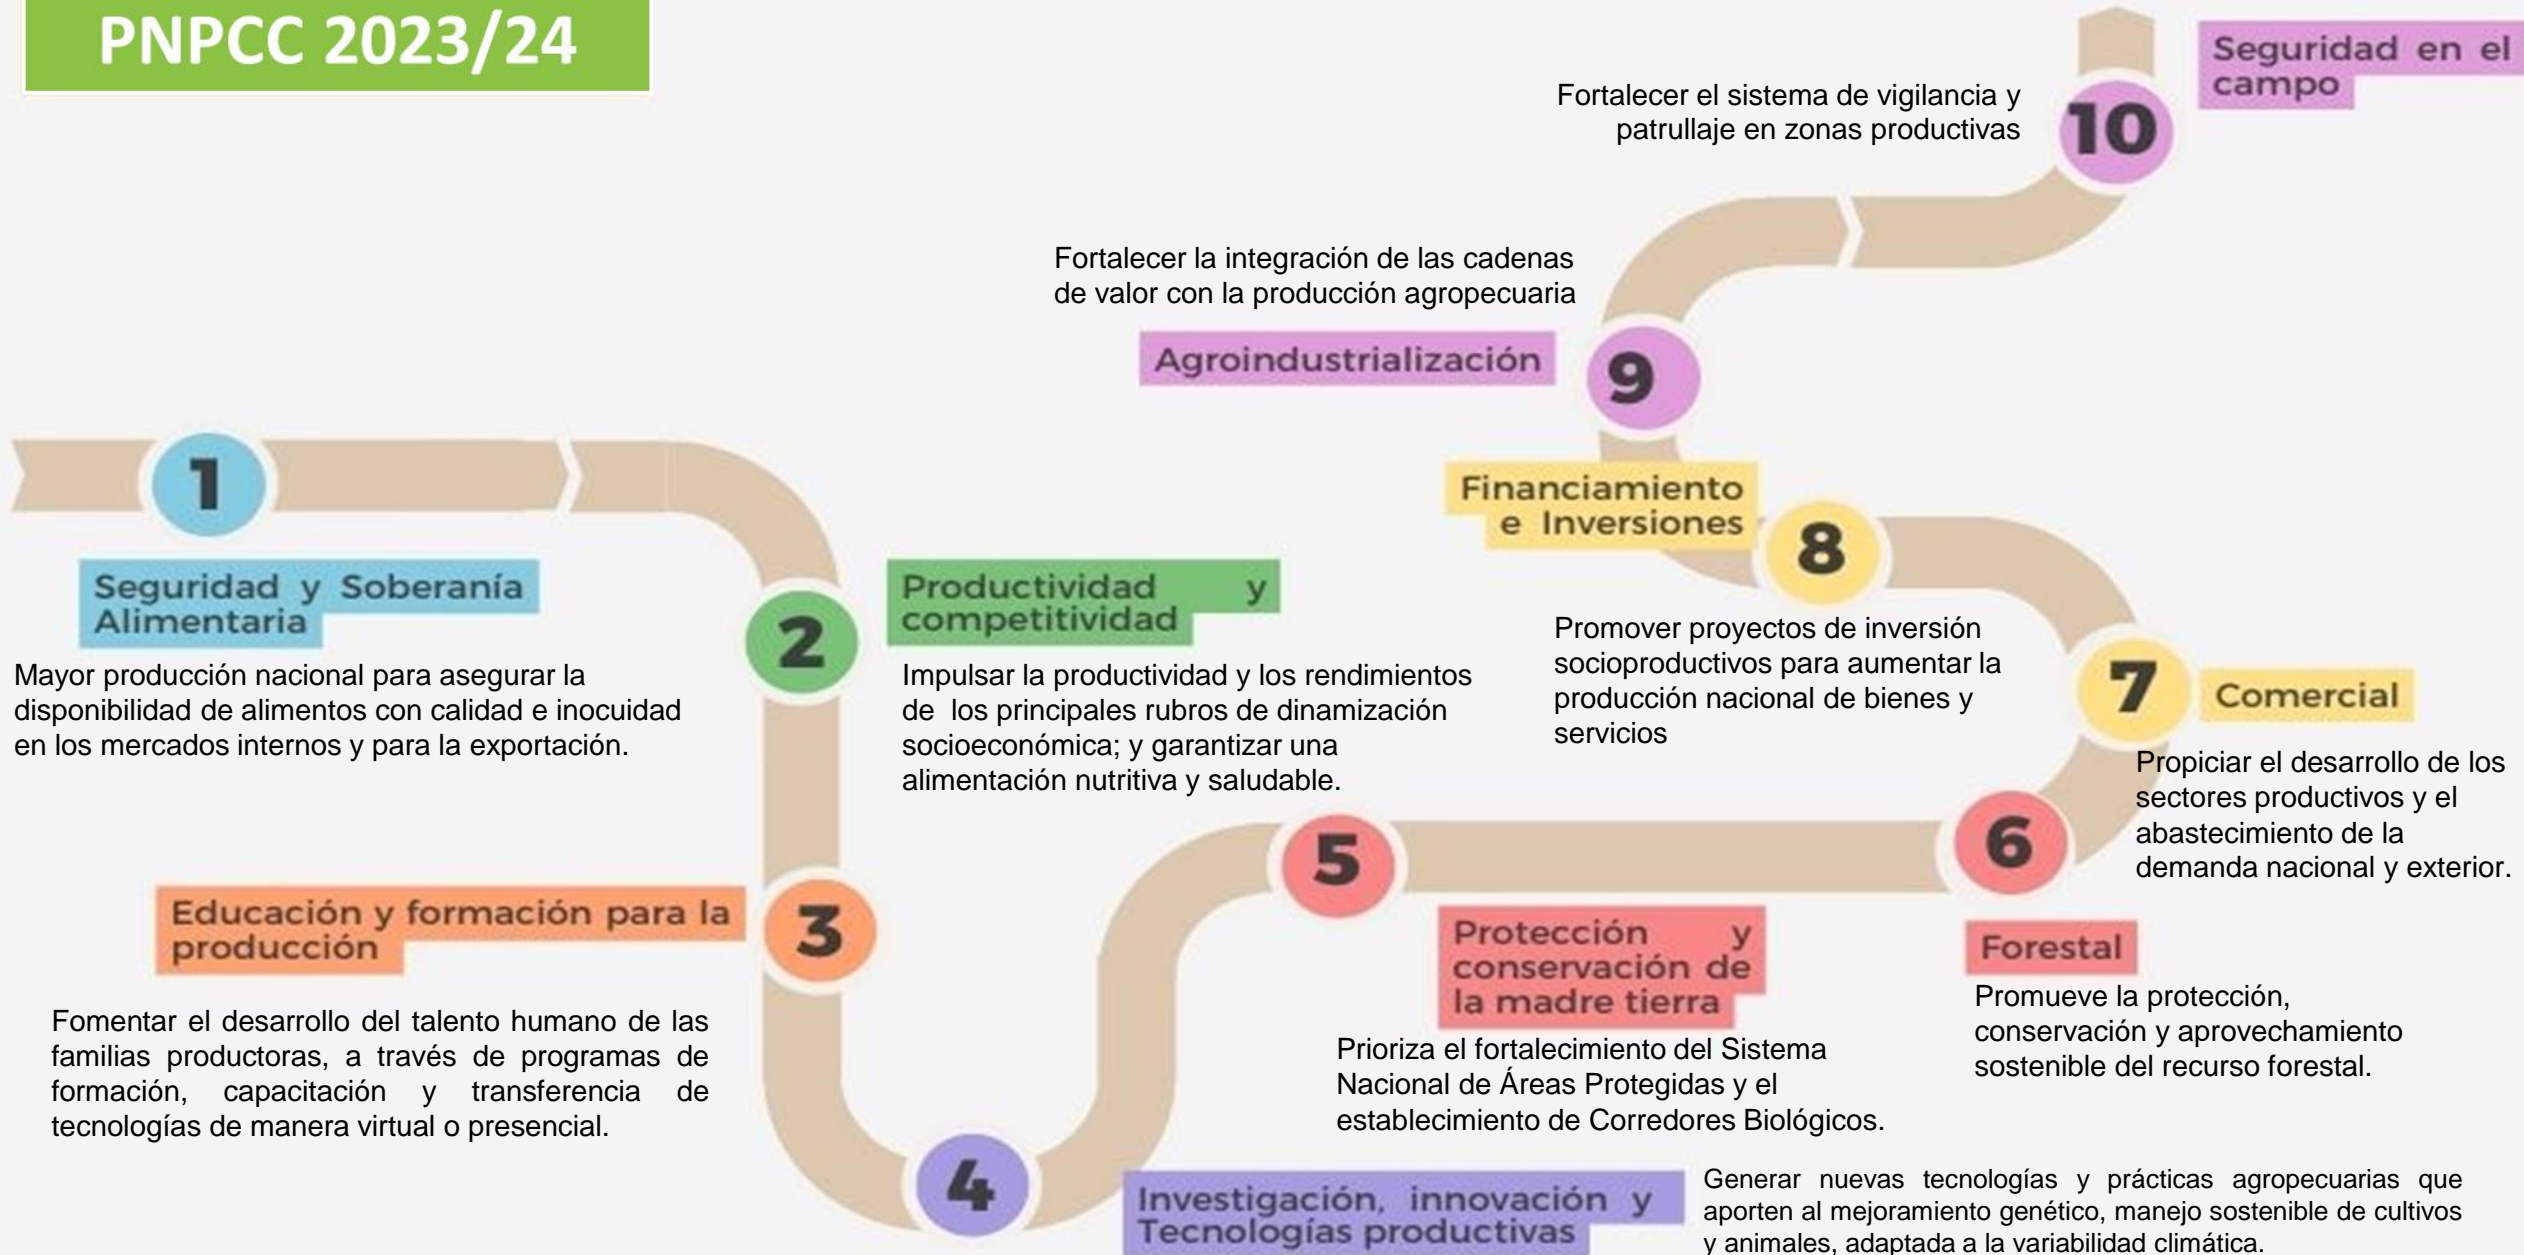 PNPCC 2023/24
1
Seguridad y Soberanía
Alimentaria
Mayor producción nacional para asegurar la
disponibilidad de alimentos con calidad e inocuidad
en los mercados internos y para la exportación.
2
Productividad y
competitividad
Impulsar la productividad y los rendimientos
de los principales rubros de dinamización
socioeconómica; y garantizar una
alimentación nutritiva y saludable.
3
Educación y formación para la
producción
Fomentar el desarrollo del talento humano de las
familias productoras, a través de programas de
formación, capacitación y transferencia de
tecnologías de manera virtual o presencial.
4
Investigación, innovación y
Tecnologías productivas
Generar nuevas tecnologías y prácticas agropecuarias que
aporten al mejoramiento genético, manejo sostenible de cultivos
y animales, adaptada a la variabilidad climática.
5
Protección y
conservación de
la madre tierra
Prioriza el fortalecimiento del Sistema
Nacional de Áreas Protegidas y el
establecimiento de Corredores Biológicos.
6
Forestal
Promueve la protección,
conservación y aprovechamiento
sostenible del recurso forestal.
7
Comercial
Propiciar el desarrollo de los
sectores productivos y el
abastecimiento de la
demanda nacional y exterior.
8
Financiamiento
e Inversiones
Promover proyectos de inversión
socioproductivos para aumentar la
producción nacional de bienes y
servicios
9
Agroindustrialización
Fortalecer la integración de las cadenas
de valor con la producción agropecuaria
10
Seguridad en el
campo
Fortalecer el sistema de vigilancia y
patrullaje en zonas productivas